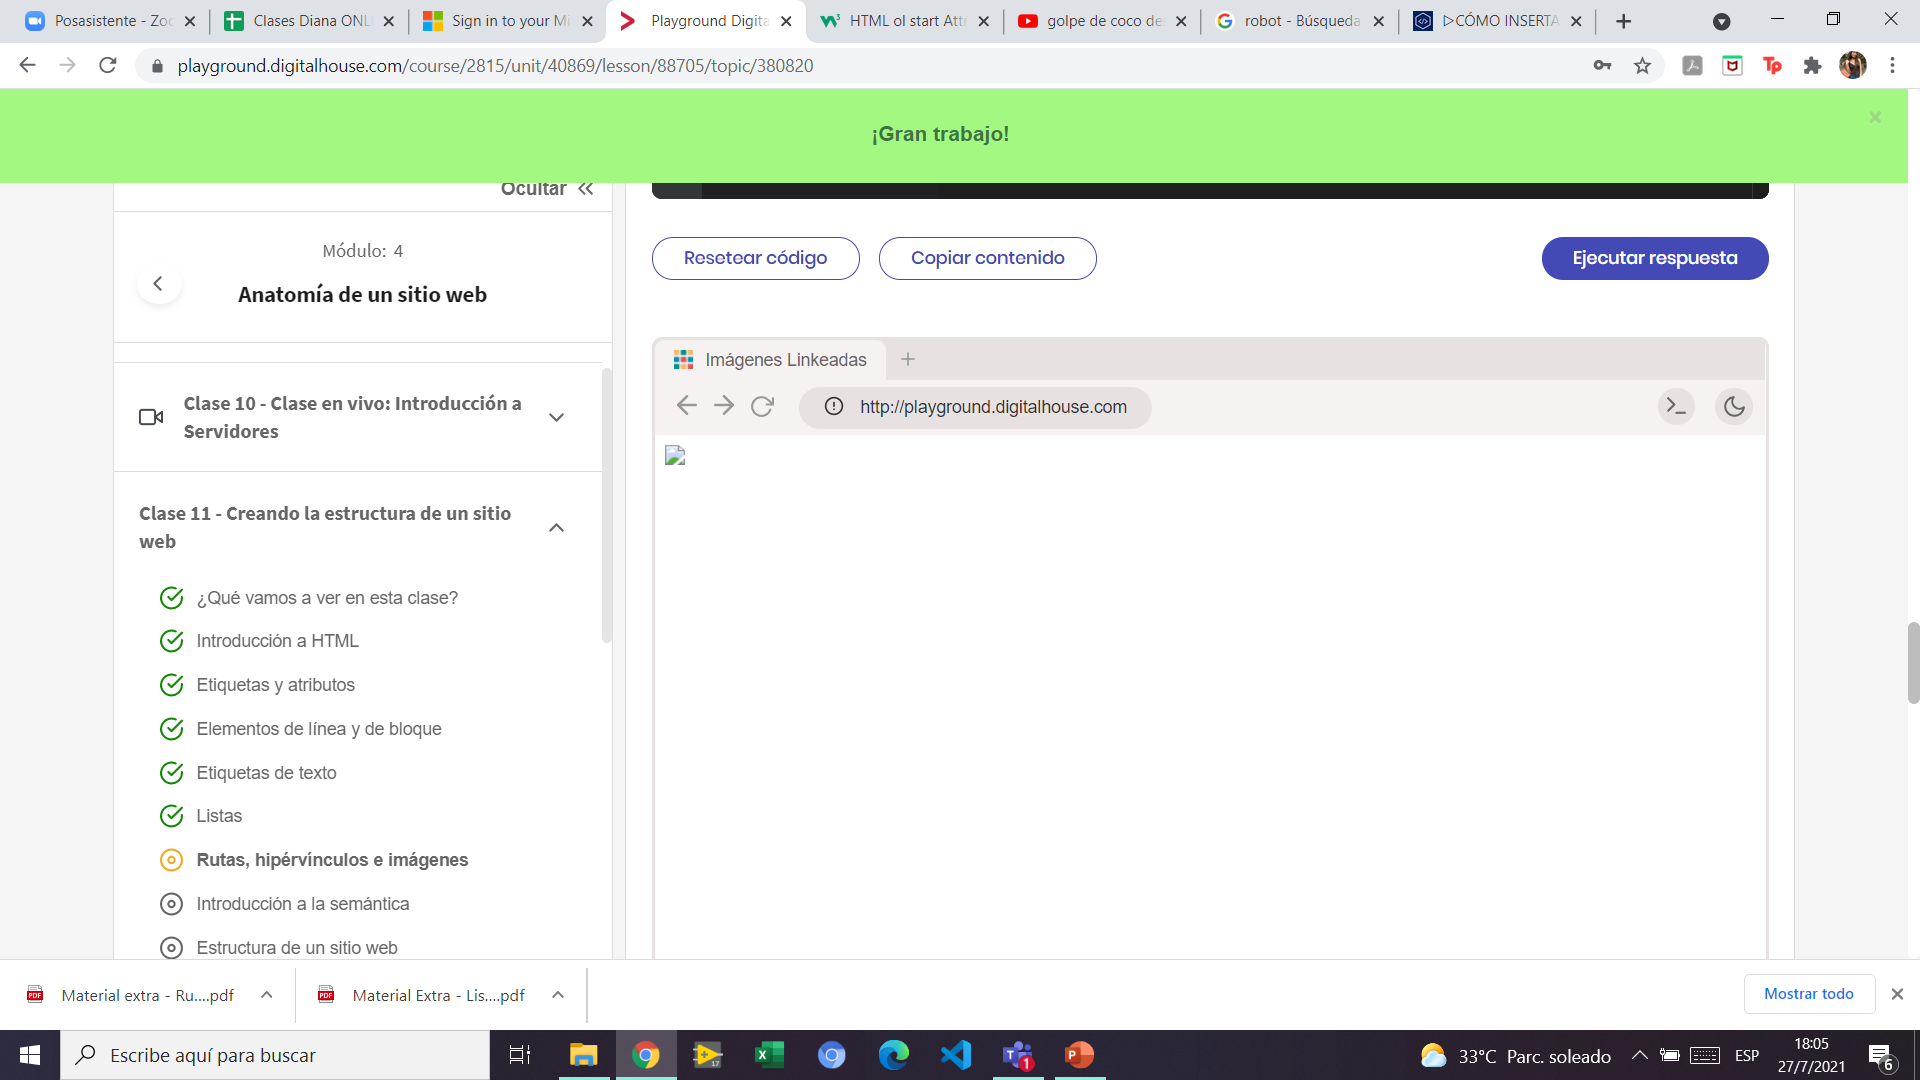 Posasistente - Zoo
Clases Diana ONL
Sign in to your Mi
Playground Digita
HTML ol start Attr
golpe de coco de
robot - Búsqueda
▷CÓMO INSERTA
playground.digitalhouse.com/course/2815/unit/40869/lesson/88705/topic/380820
¡Gran trabajo!
Ocultar
Módulo: 4
Anatomía de un sitio web
Clase 10 - Clase en vivo: Introducción a
Servidores
Clase 11 - Creando la estructura de un sitio
web
¿Qué vamos a ver en esta clase?
Introducción a HTML
Etiquetas y atributos
Elementos de línea y de bloque
Etiquetas de texto
Listas
Rutas, hipérvínculos e imágenes
Introducción a la semántica
Estructura de un sitio web
Resetear código
Copiar contenido
Ejecutar respuesta
Imágenes Linkeadas
http://playground.digitalhouse.com
Material extra - Ru....pdf
Material Extra - Lis....pdf
Mostrar todo
Escribe aquí para buscar
33°C Parc. soleado
ESP
18:05
27/7/2021
6